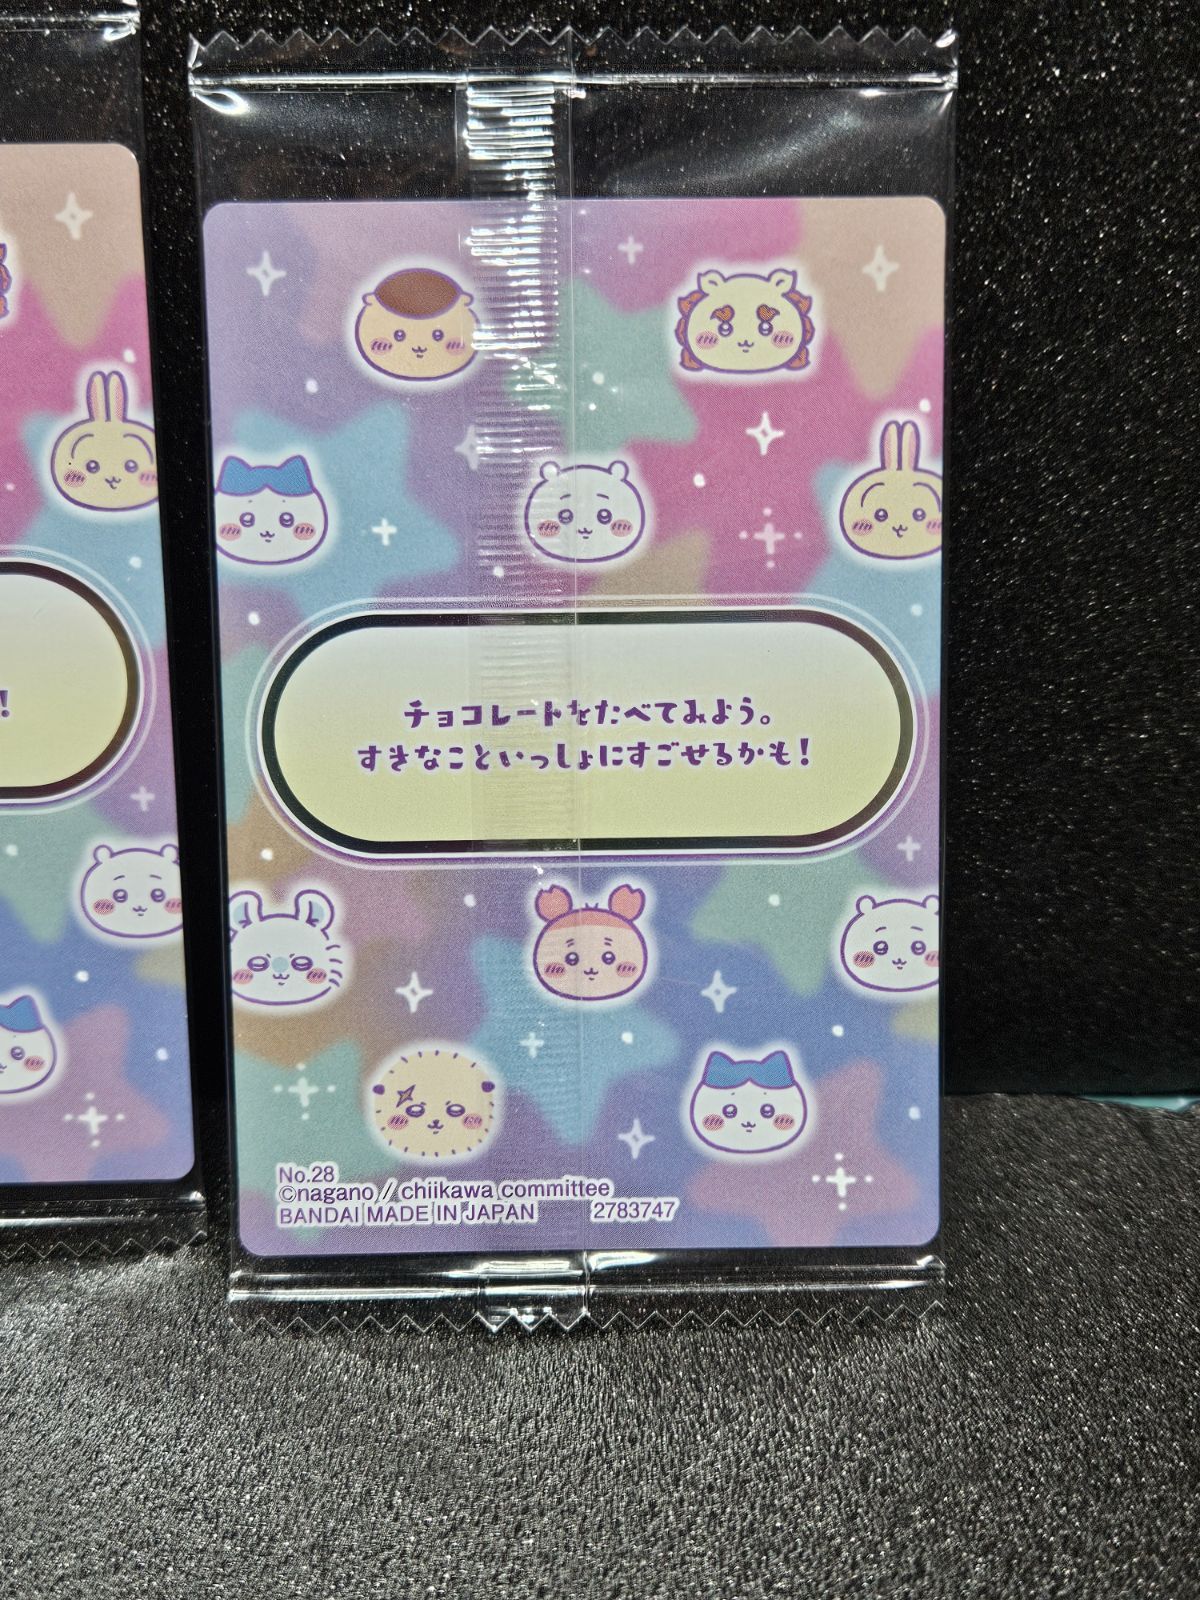 !
チョコレートをたべてみよう。
すきなこといっしょにすごせるかも!
No.28
©nagano // chiikawa committee
BANDAI MADE IN JAPAN 2783747